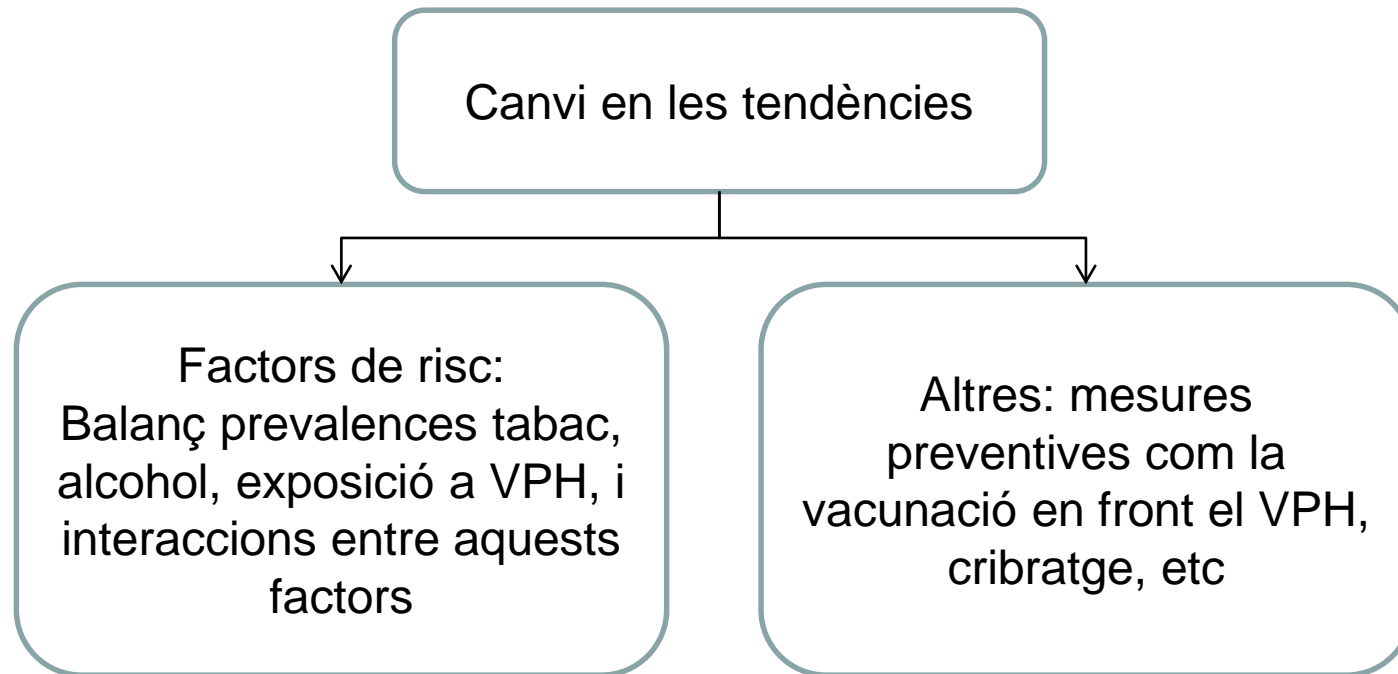 Canvi en les tendències
Factors de risc:
Balanç prevalences tabac,
alcohol, exposició a VPH, i
interaccions entre aquests
factors
Altres: mesures
preventives com la
vacunació en front el VPH,
cribratge, etc